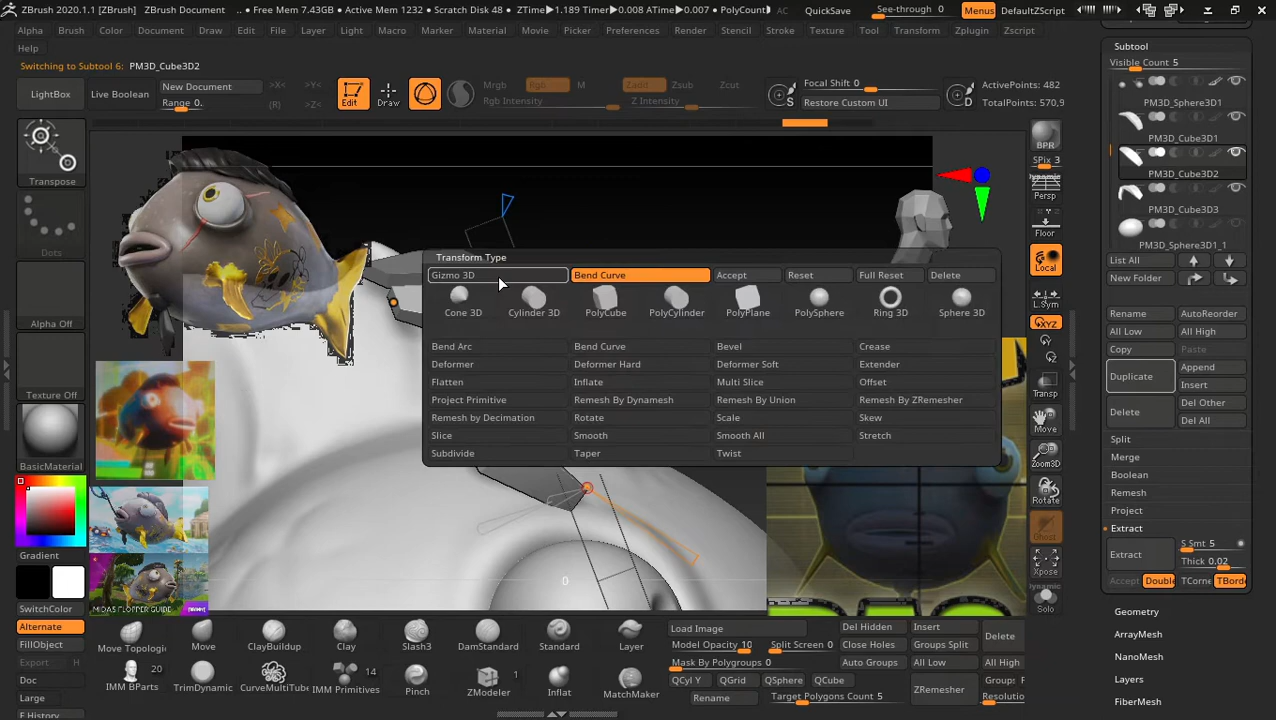 ZBrush 2020.1.1 [ZBrush Document .. ● Free Mem 7.43GB ● Active Mem 1232 ● Scratch Disk 48 ● ZTime▶1.189 Timer▶0.008 ATime▶0.007 ● PolyCount▶ AC QuickSave See-through 0 Menus DefaultZScript
Alpha Brush Color Document Draw Edit File Layer Light Macro Marker Material Movie Picker Preferences Render Stencil Stroke Texture Tool Transform Zplugin Zscript
Help
Switching to Subtool 6: PM3D_Cube3D2
LightBox
Live Boolean
New Document
Range 0.
>X< >Y<
(R) >Z<
Edit
Draw
Mrgb Rgb M
Rgb Intensity
Zadd Zsub Zcut
Z Intensity
S
Focal Shift 0
Restore Custom UI
D
ActivePoints: 482
TotalPoints: 570,9
Transpose
Dots
Alpha Off
Texture Off
BasicMaterial
Gradient
SwitchColor
Alternate
FillObject
Export H
Doc
Large
F History
MIDAS FLOPPER GUIDE
Transform Type
Gizmo 3D Bend Curve Accept Reset Full Reset Delete
Cone 3D Cylinder 3D PolyCube PolyCylinder PolyPlane PolySphere Ring 3D Sphere 3D
Bend Arc Bend Curve Bevel Crease
Deformer Deformer Hard Deformer Soft Extender
Flatten Inflate Multi Slice Offset
Project Primitive Remesh By Dynamesh Remesh By Union Remesh By ZRemesher
Remesh by Decimation Rotate Scale Skew
Slice Smooth Smooth All Stretch
Subdivide Taper Twist
0
BPR
SPix 3
Dynamic
Persp
Floor
Local
L.Sym
XYZ
Transp
Move
Zoom3D
Rotate
Ghost
Xpose
Dynamic
Solo
Subtool
Visible Count 5
PM3D_Sphere3D1
PM3D_Cube3D1
PM3D_Cube3D2
PM3D_Cube3D3
PM3D_Sphere3D1_1
List All
New Folder
Rename AutoReorder
All Low All High
Copy Paste
Duplicate Append
Insert
Delete Del Other
Del All
Split
Merge
Boolean
Remesh
Project
Extract
Extract S Smt 5
Thick 0.02
Accept Double TCorne TBorde
Geometry
ArrayMesh
NanoMesh
Layers
FiberMesh
Move Topologic Move ClayBuildup Clay Slash3 DamStandard Standard Layer
IMM BParts 20 TrimDynamic CurveMultiTube IMM Primitives 14 Pinch ZModeler 1 Inflat MatchMaker
Load Image Del Hidden Insert Delete
Model Opacity 10 Split Screen 0 Close Holes Groups Split
Mask By Polygroups 0 Auto Groups All Low All High
QCyl Y QGrid QSphere QCube ZRemesher Groups
Rename Target Polygons Count 5 Resolutio